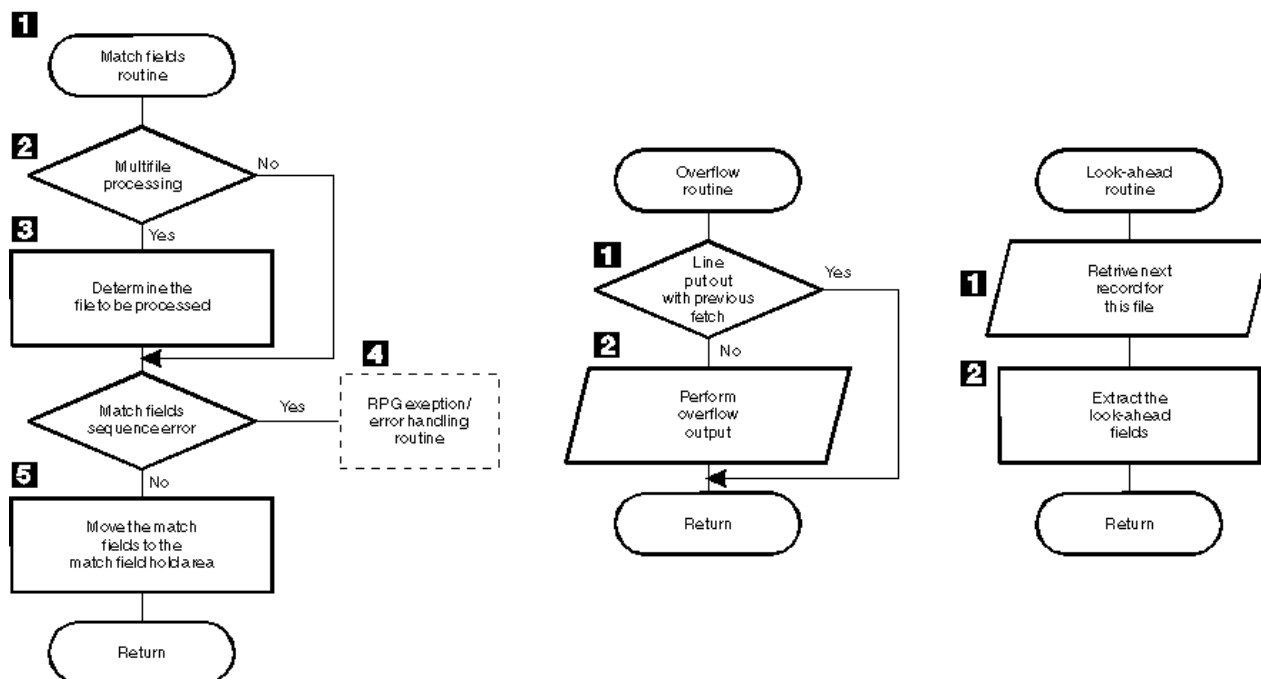 1
Match fields
routine
2
Multifile
processing
No
Yes
3
Determine the
file to be processed
Match fields
sequence error
Yes
4
RPG exeption/
error handling
routine
No
5
Move the match
fields to the
match field hold area
Return
Overflow
routine
1
Line
put out
with previous
fetch
Yes
No
2
Perform
overflow
output
Return
Look-ahead
routine
1
Retrive next
record for
this file
2
Extract the
look-ahead
fields
Return